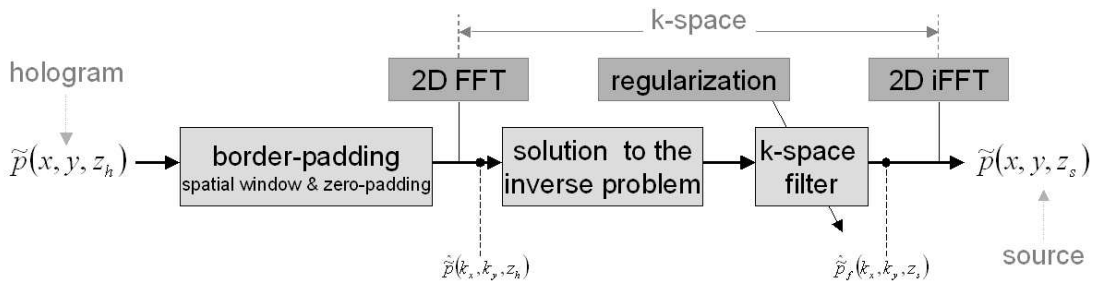 k-space
hologram
2D FFT
regularization
2D iFFT
p̃(x, y, z_h)
border-padding
spatial window & zero-padding
solution to the
inverse problem
k-space
filter
p̃(x, y, z_s)
p̃̂(k_x, k_y, z_h)
p̃̂_f(k_x, k_y, z_s)
source